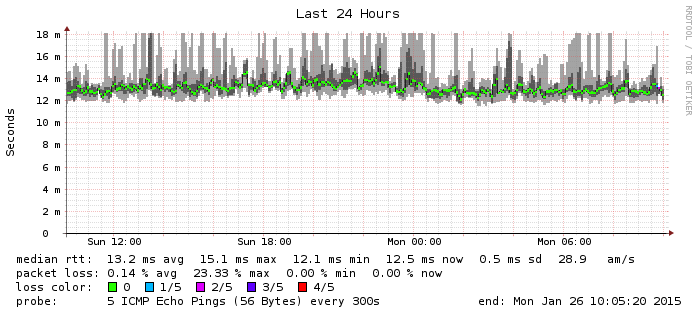 Last 24 Hours
RRDTOOL / TOBI OETIKER
Seconds
18 m
16 m
14 m
12 m
10 m
8 m
6 m
4 m
2 m
0
Sun 12:00 Sun 18:00 Mon 00:00 Mon 06:00
median rtt: 13.2 ms avg 15.1 ms max 12.1 ms min 12.5 ms now 0.5 ms sd 28.9 am/s
packet loss: 0.14 % avg 23.33 % max 0.00 % min 0.00 % now
loss color: 0 1/5 2/5 3/5 4/5
probe: 5 ICMP Echo Pings (56 Bytes) every 300s end: Mon Jan 26 10:05:20 2015